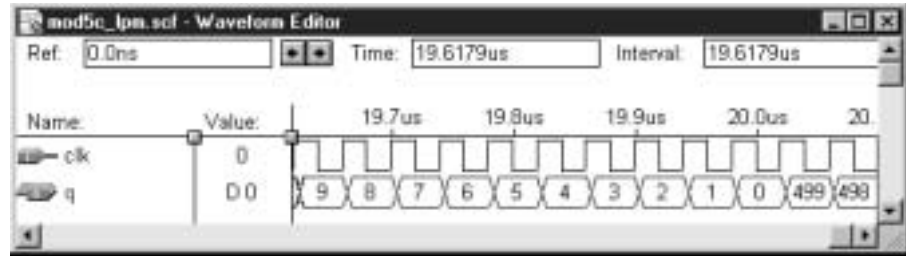 mod5c_lpm.scf - Waveform Editor
Ref: 0.0ns Time: 19.6179us Interval: 19.6179us
19.7us 19.8us 19.9us 20.0us 20.
Name: Value:
clk 0
q D 0 9 8 7 6 5 4 3 2 1 0 499 498